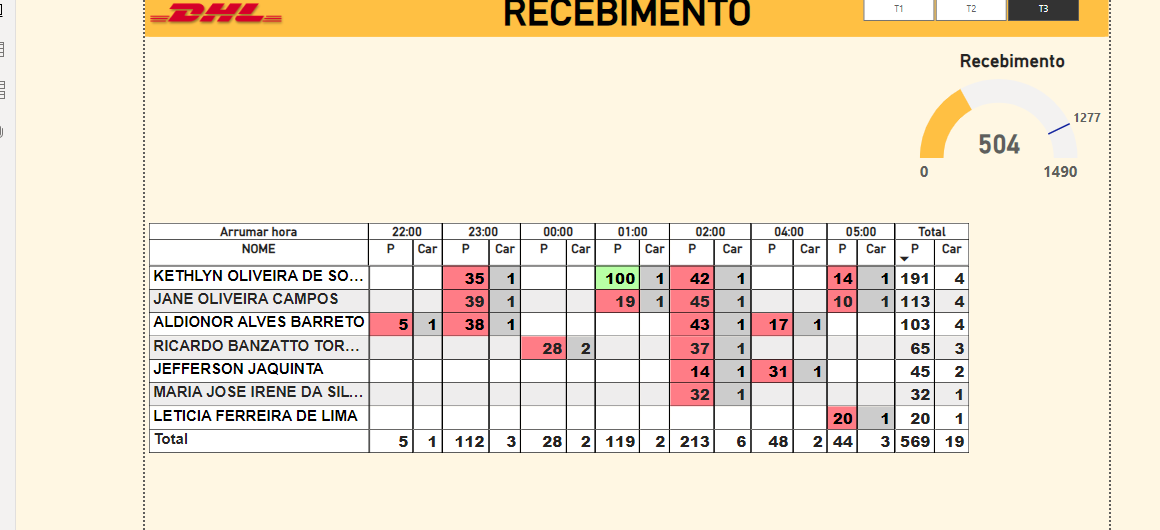 DHL
RECEBIMENTO
T1 T2 T3
Recebimento
1277
504
0 1490
Arrumar hora 22:00 23:00 00:00 01:00 02:00 04:00 05:00 Total
NOME P Car P Car P Car P Car P Car P Car P Car P Car
KETHLYN OLIVEIRA DE SO... 35 1 100 1 42 1 14 1 191 4
JANE OLIVEIRA CAMPOS 39 1 19 1 45 1 10 1 113 4
ALDIONOR ALVES BARRETO 5 1 38 1 43 1 17 1 103 4
RICARDO BANZATTO TOR... 28 2 37 1 65 3
JEFFERSON JAQUINTA 14 1 31 1 45 2
MARIA JOSE IRENE DA SIL... 32 1 32 1
LETICIA FERREIRA DE LIMA 20 1 20 1
Total 5 1 112 3 28 2 119 2 213 6 48 2 44 3 569 19